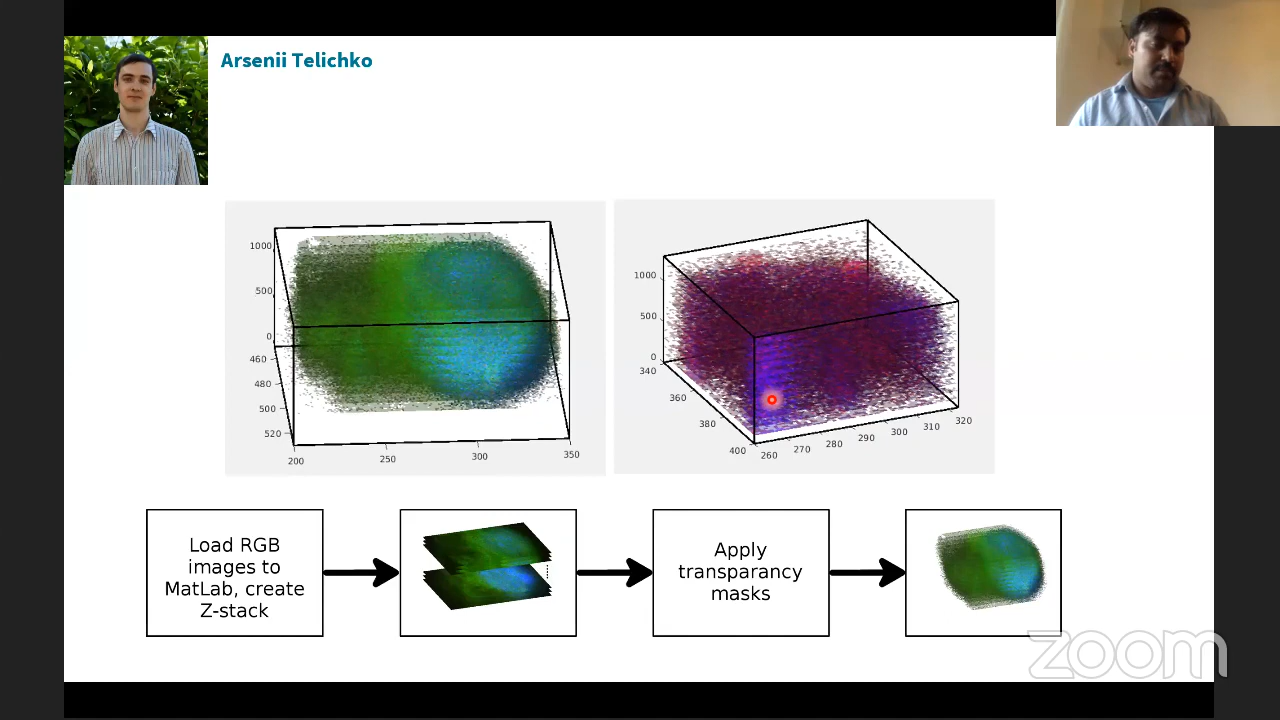 Arsenii Telichko
1000
500
0
460
480
500
520
200
250
300
350
1000
500
0
340
360
380
400
260
270
280
290
300
310
320
Load RGB
images to
MatLab, create
Z-stack
Apply
transparancy
masks
zoom